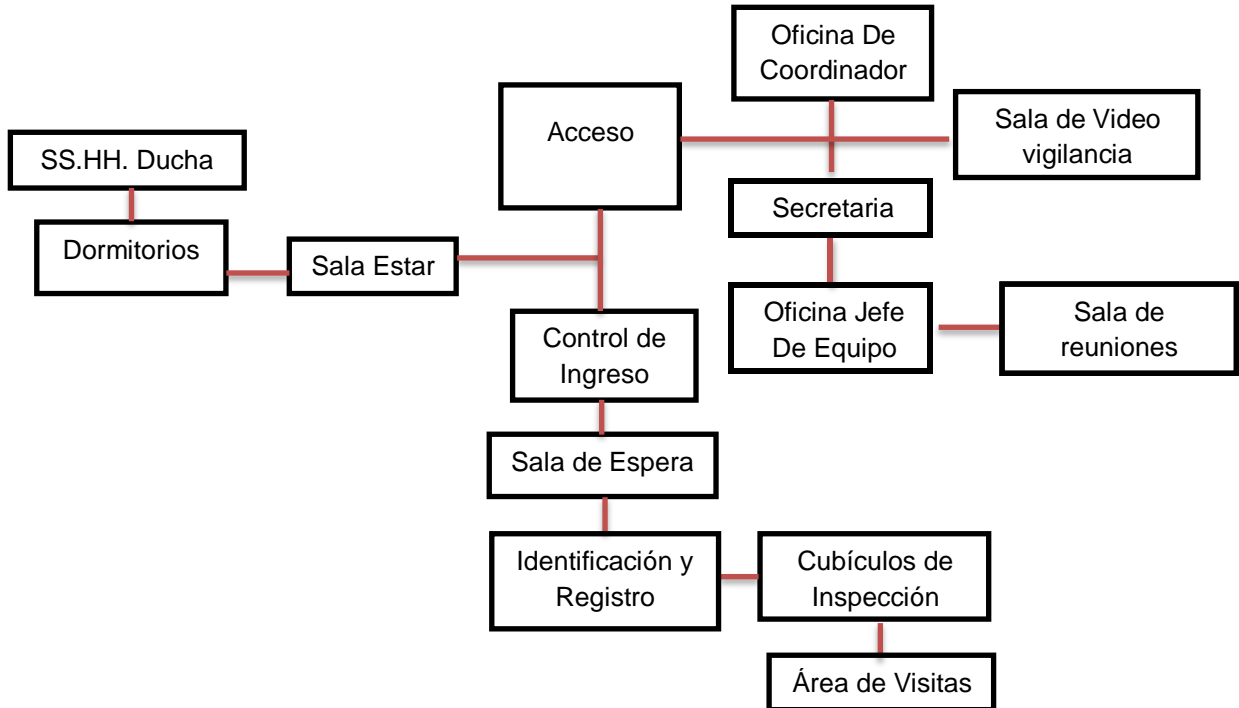 Oficina De
Coordinador
Acceso
Sala de Video
vigilancia
SS.HH. Ducha
Secretaria
Dormitorios
Sala Estar
Oficina Jefe
De Equipo
Sala de
reuniones
Control de
Ingreso
Sala de Espera
Identificación y
Registro
Cubículos de
Inspección
Área de Visitas